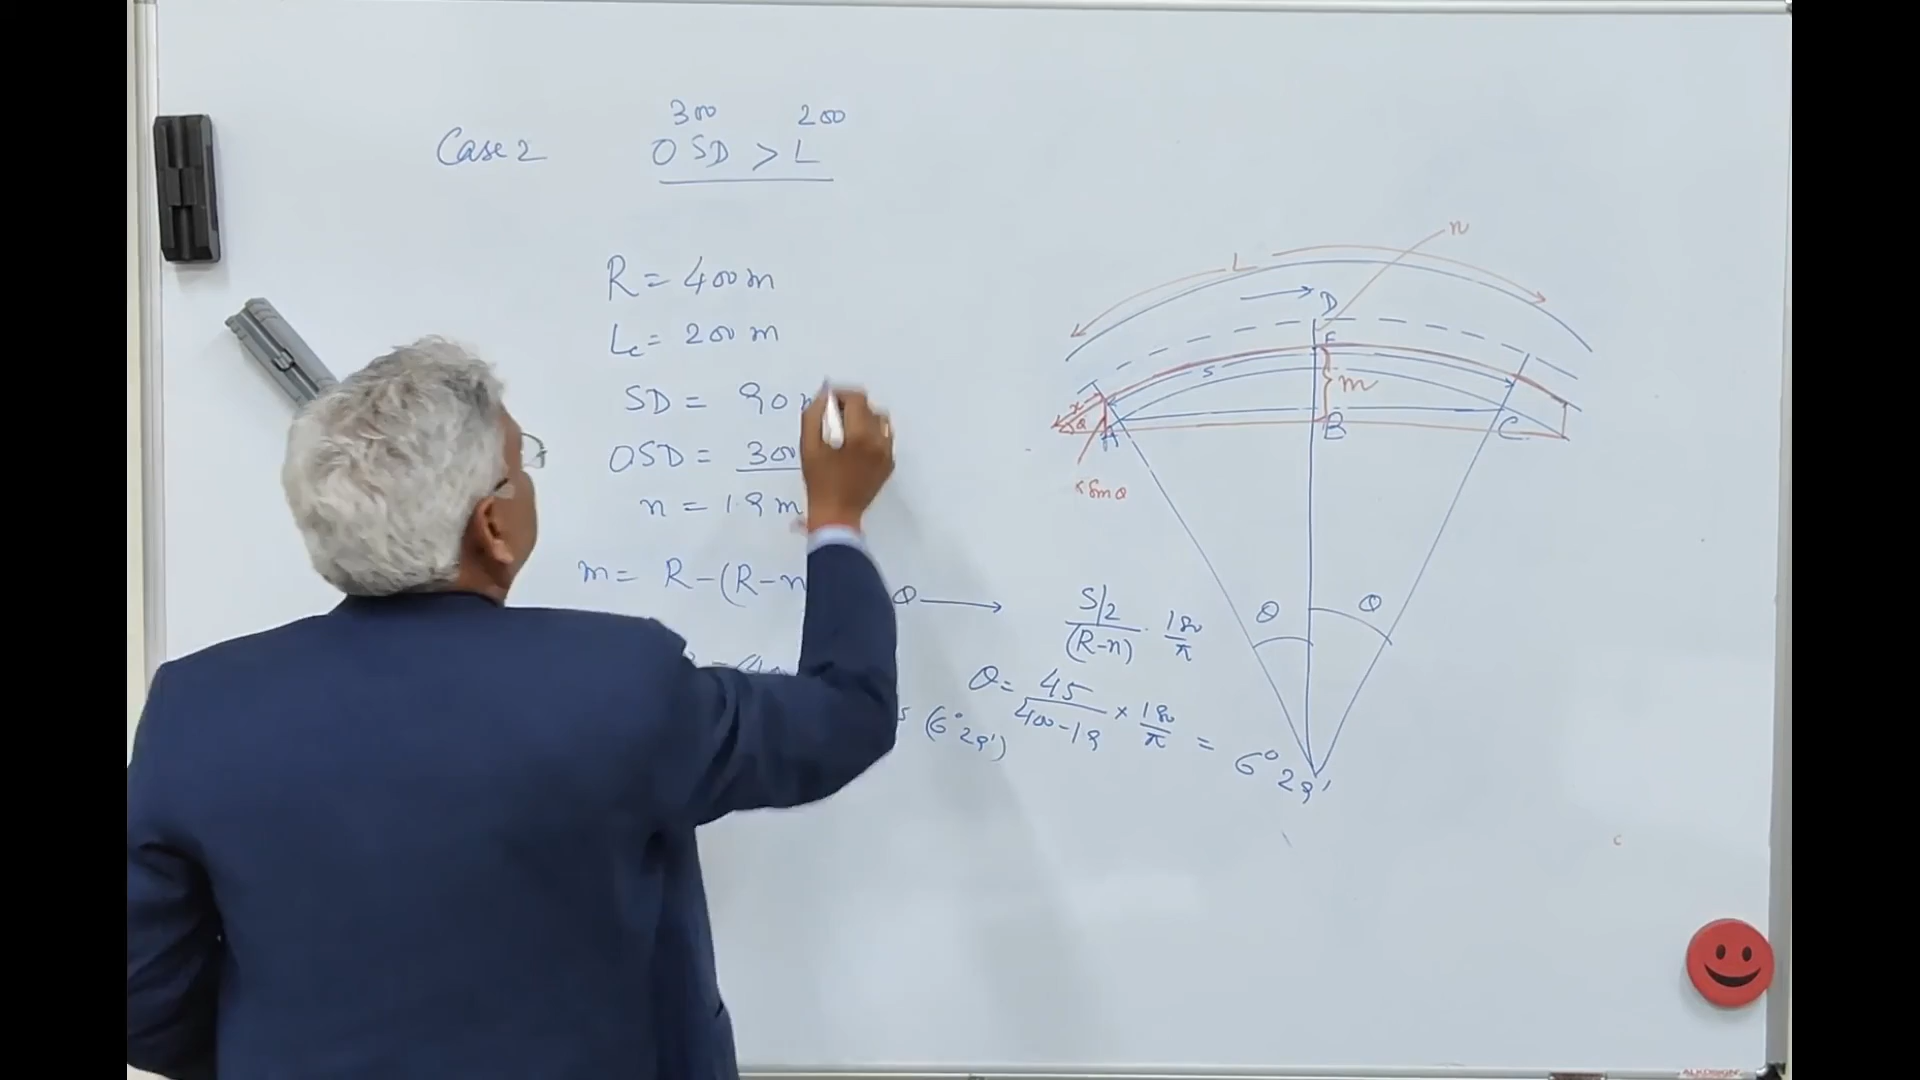 Case 2
300 200
OSD > L
R = 400 m
Lc = 200 m
SD = 90
OSD = 300
n = 1.9 m
m = R - (R - n
θ → S/2 / (R-n) · 180/π
θ = 45 / 400-1.9 × 180/π = 6° 29'
(6° 29')
L
n
D
E
S
m
x
θ
A
B
C
x Sin θ
θ
θ